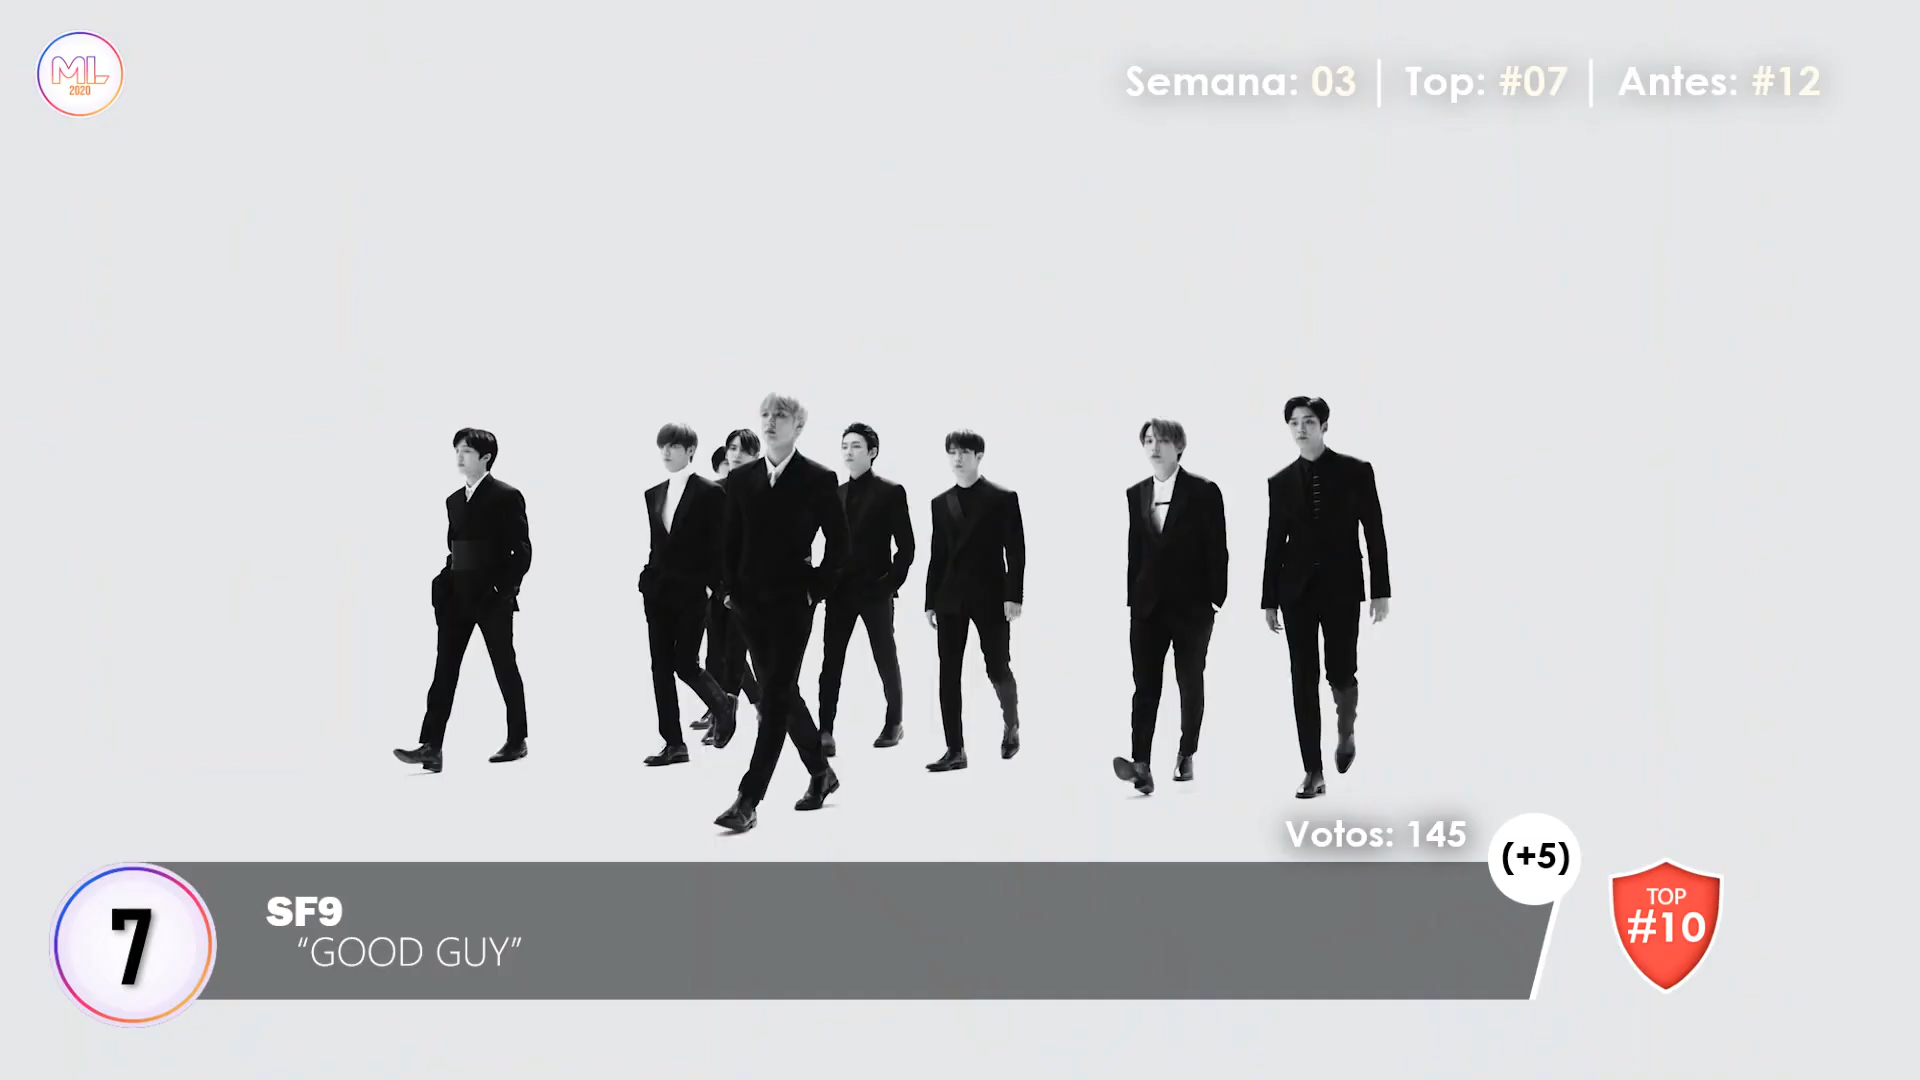 ML
2020
Semana: 03 | Top: #07 | Antes: #12
Votos: 145
(+5)
7
SF9
“GOOD GUY”
TOP
#10